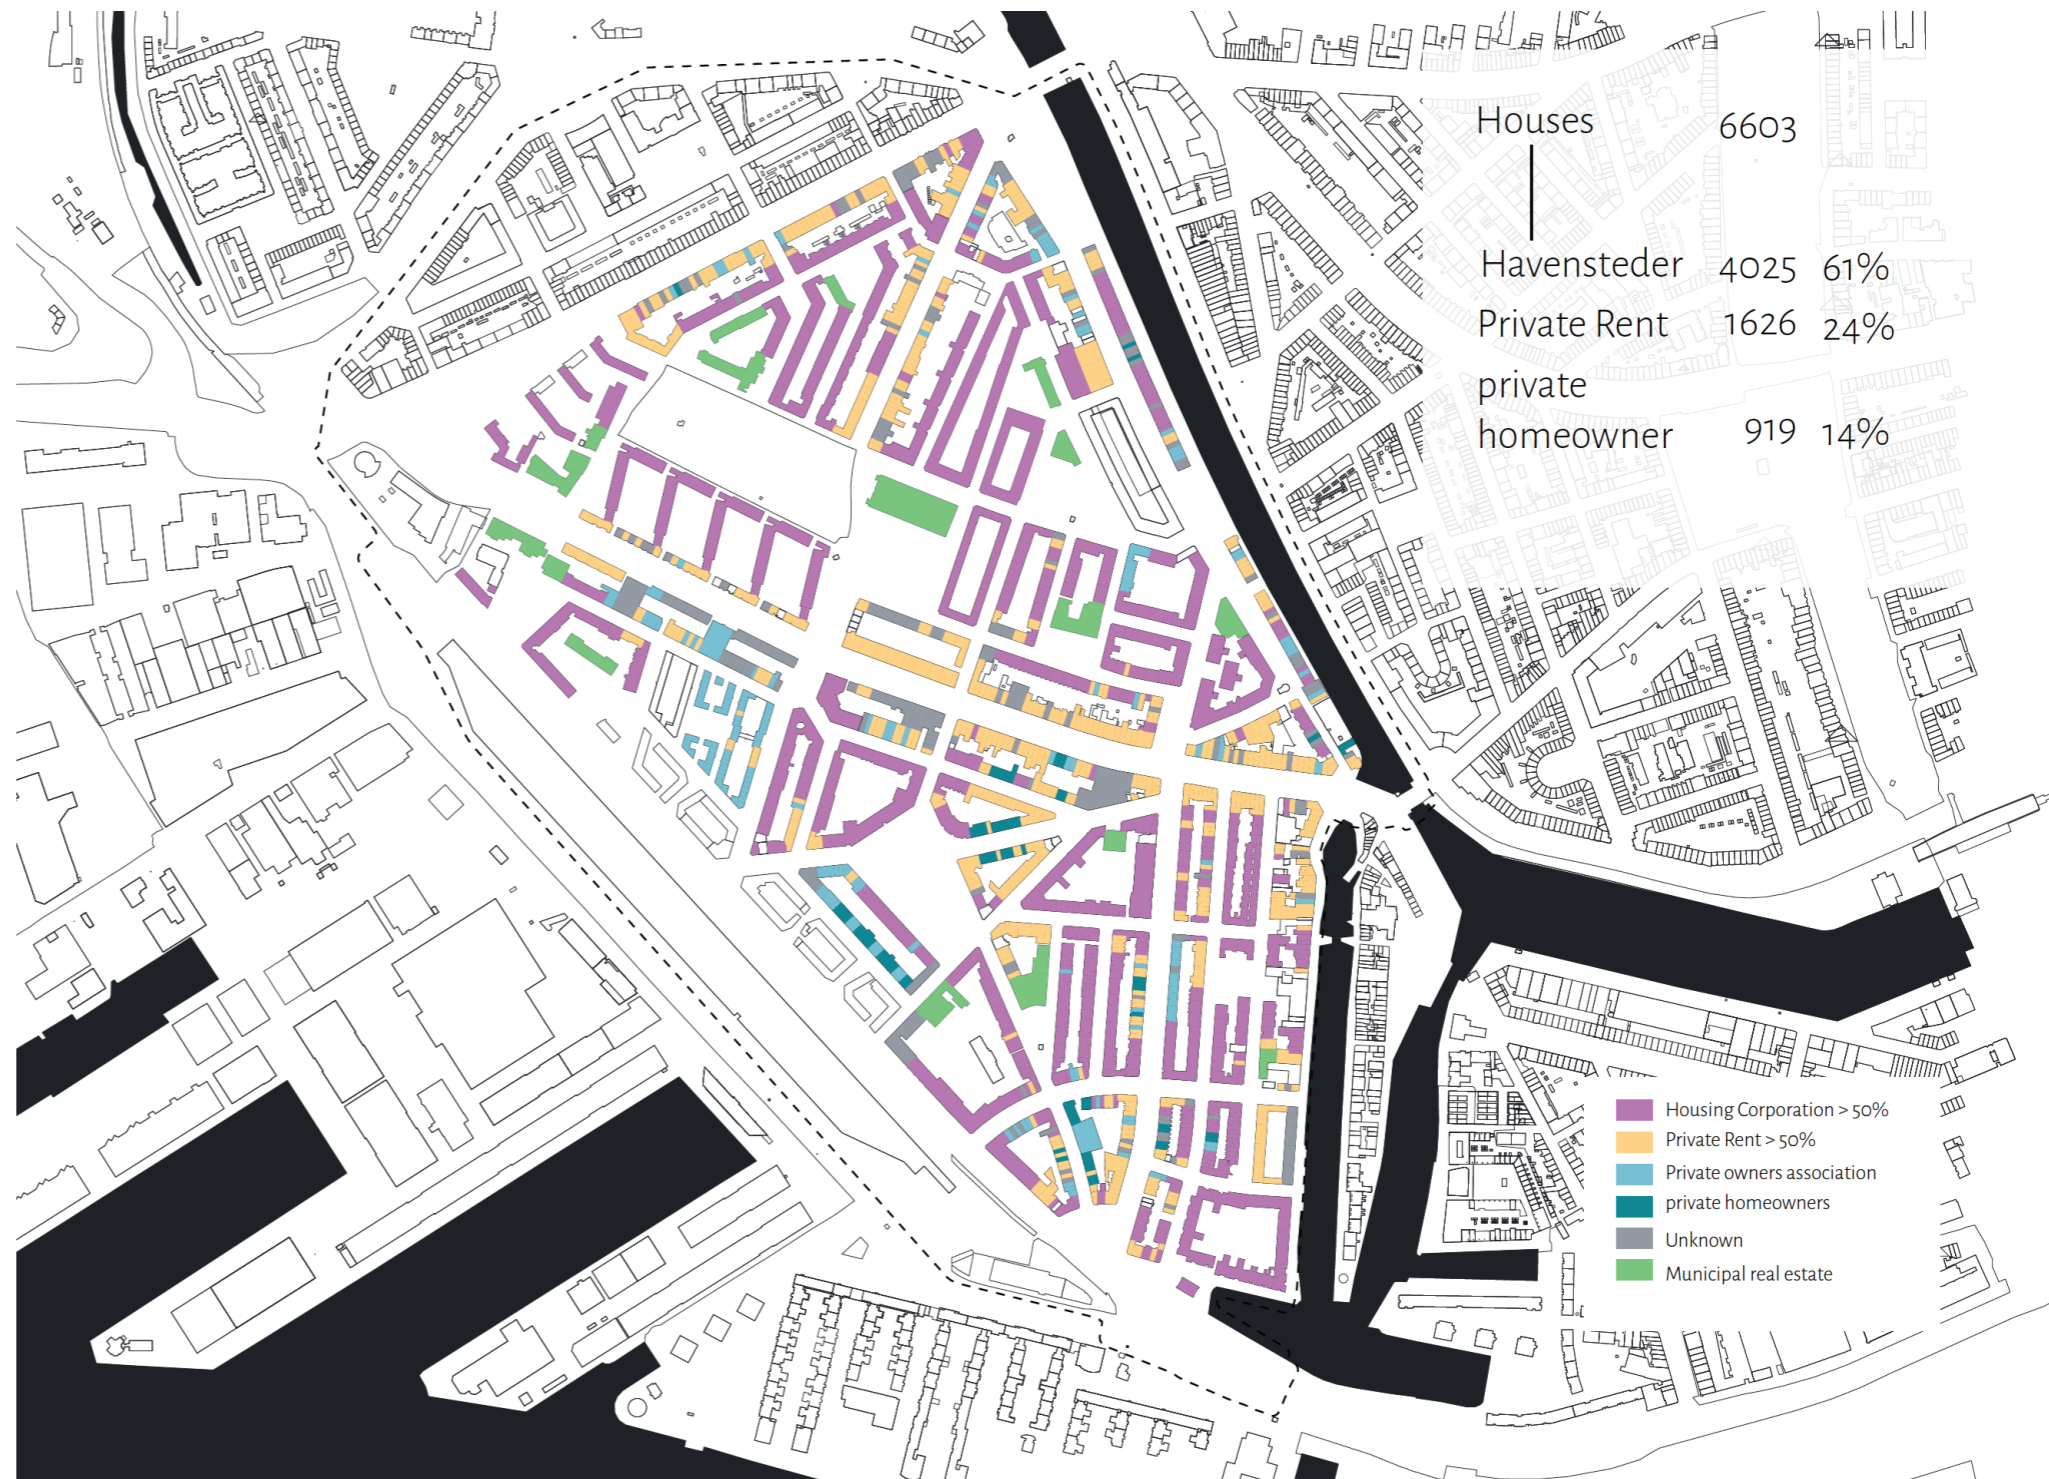 Houses 6603
Havensteder 4025 61%
Private Rent 1626 24%
private
homeowner 919 14%
Housing Corporation > 50%
Private Rent > 50%
Private owners association
private homeowners
Unknown
Municipal real estate